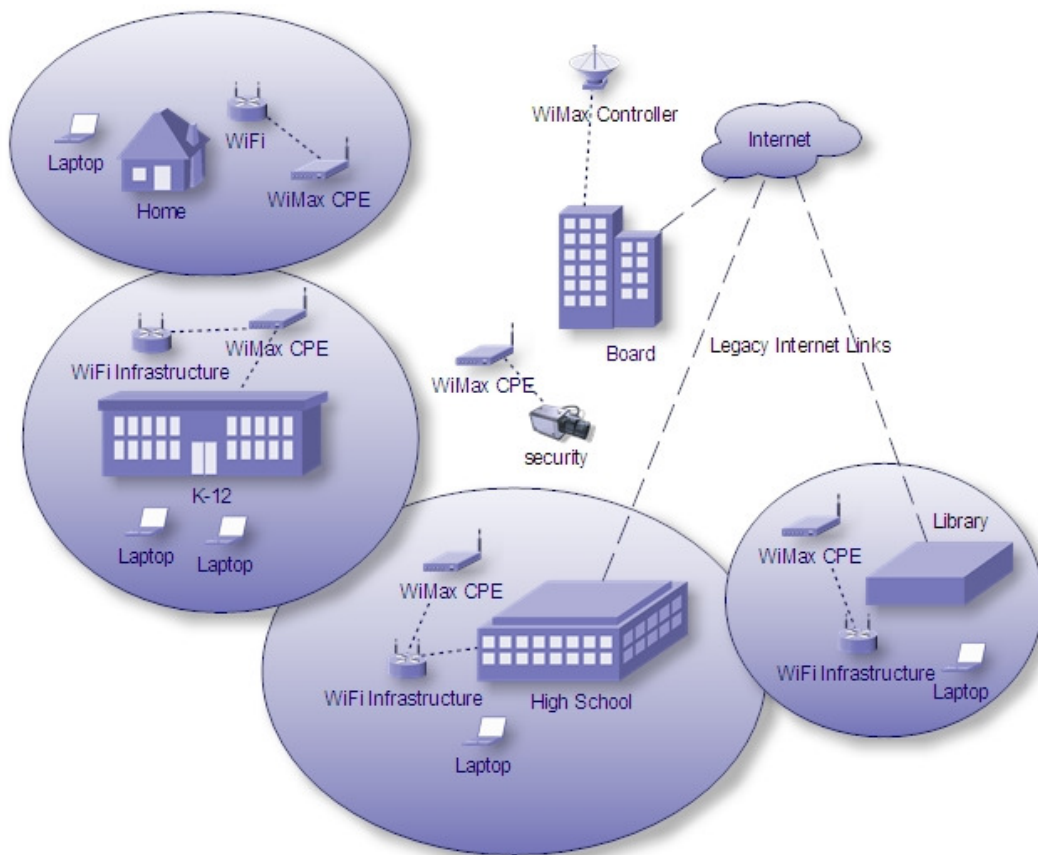 WiMax Controller
Internet
Laptop
WiFi
WiMax CPE
Home
WiFi Infrastructure
WiMax CPE
K-12
Laptop
Laptop
Board
Legacy Internet Links
WiMax CPE
security
WiMax CPE
WiFi Infrastructure
High School
Laptop
Library
WiMax CPE
WiFi Infrastructure
Laptop